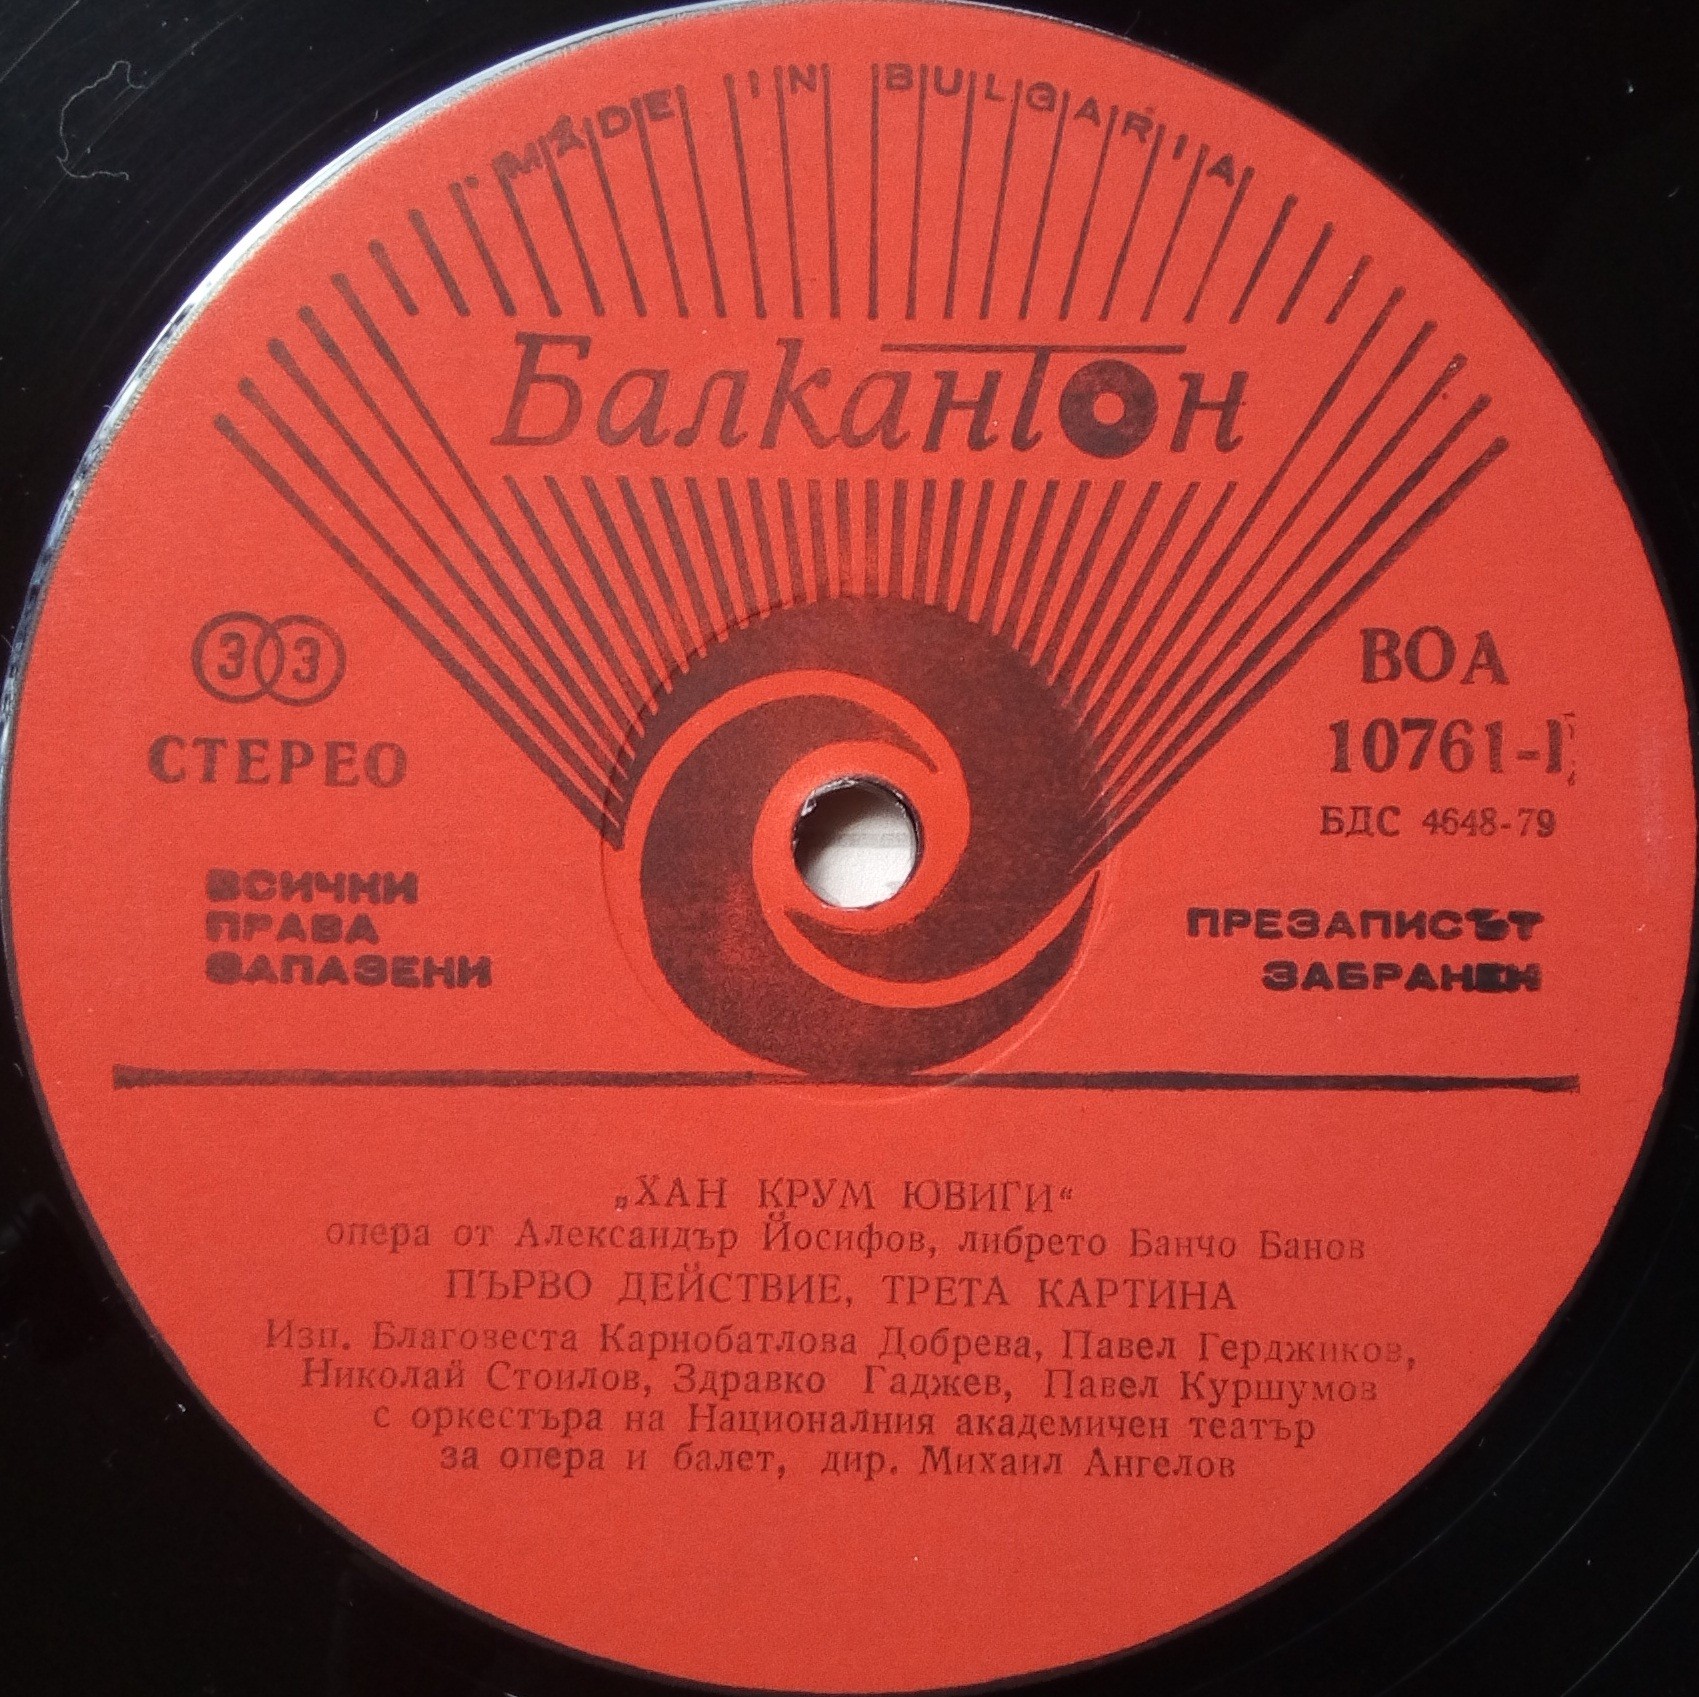 MADE IN BULGARIA
Балкантон
33
СТЕРЕО
ВОА
10761-I
БДС 4648-79
ВСИЧКИ
ПРАВА
ЗАПАЗЕНИ
ПРЕЗАПИСЪТ
ЗАБРАНЕН
„ХАН КРУМ ЮВИГИ“
опера от Александър Йосифов, либрето Банчо Банов
ПЪРВО ДЕЙСТВИЕ, ТРЕТА КАРТИНА
Изп. Благовеста Карнобатлова Добрева, Павел Герджиков,
Николай Стоилов, Здравко Гаджев, Павел Куршумов
с оркестъра на Националния академичен театър
за опера и балет, дир. Михаил Ангелов